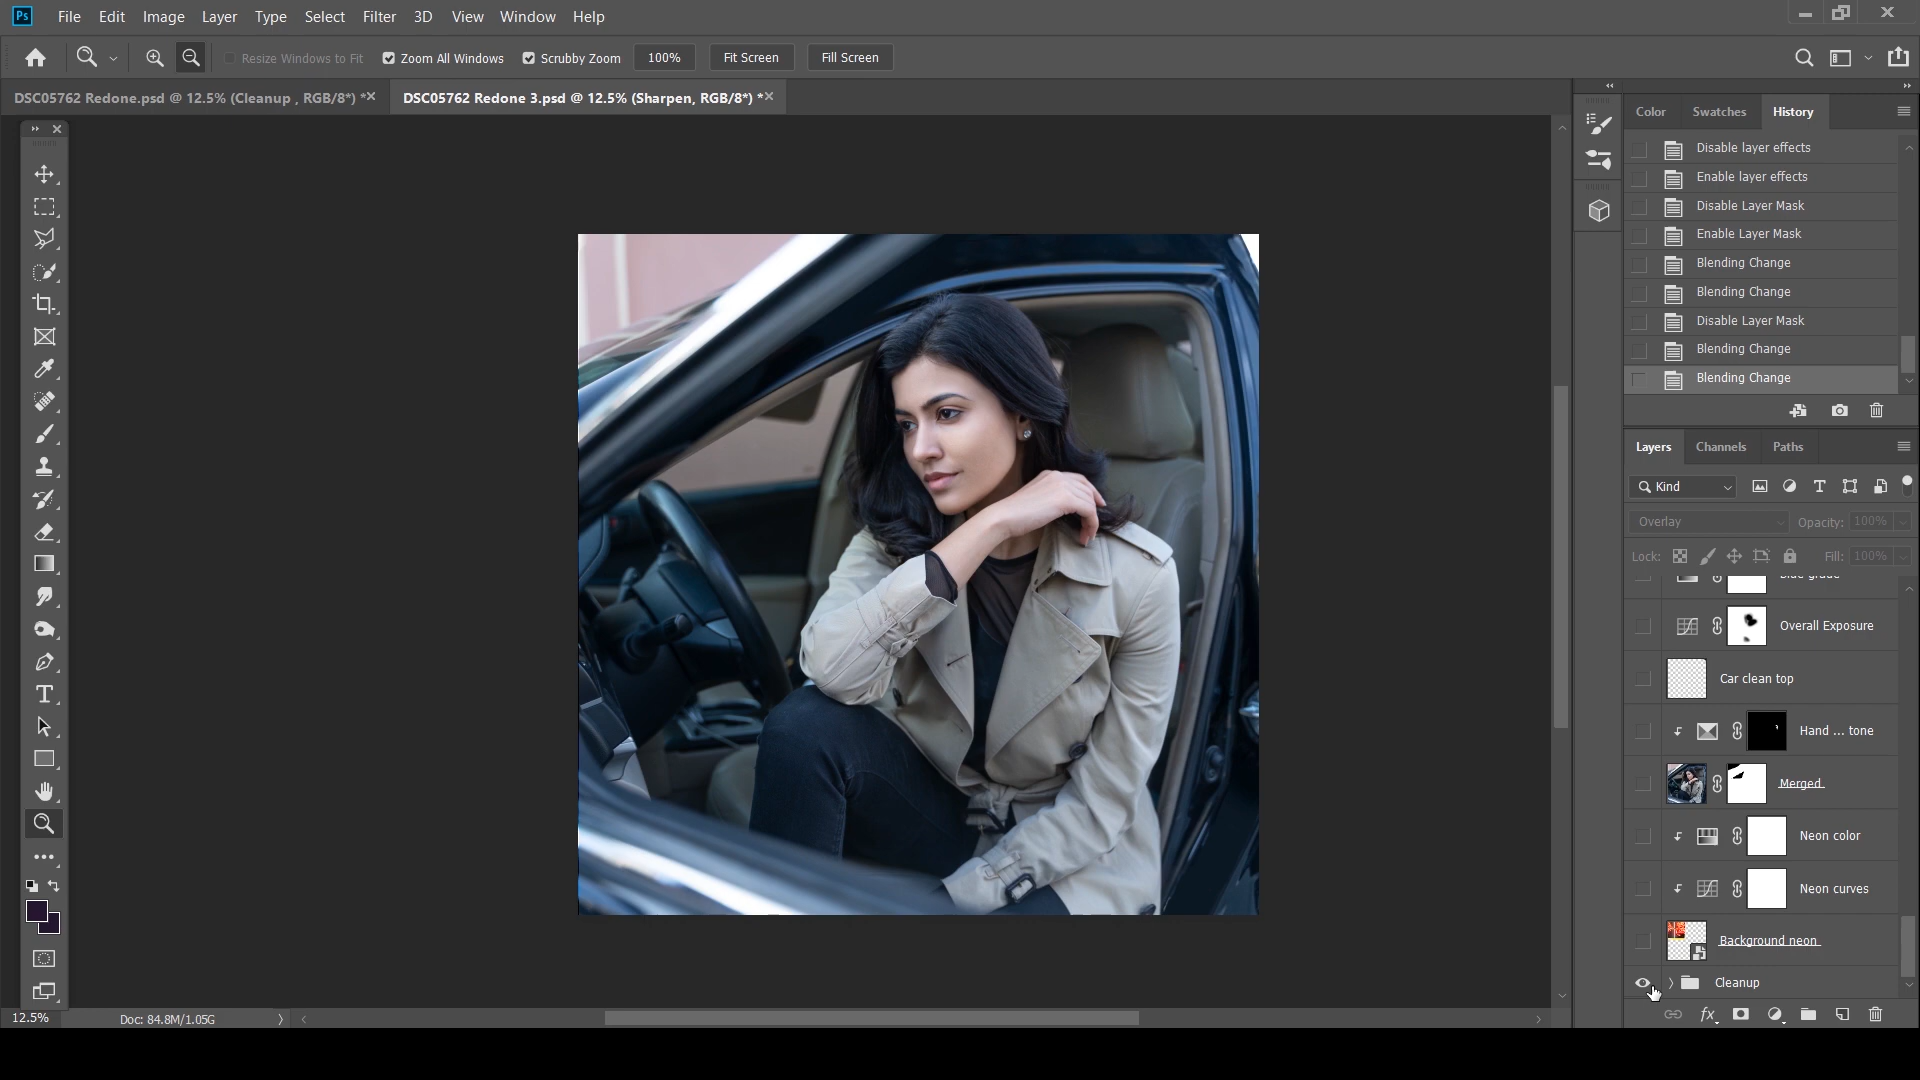 Ps File Edit Image Layer Type Select Filter 3D View Window Help
Resize Windows to Fit Zoom All Windows Scrubby Zoom 100% Fit Screen Fill Screen
DSC05762 Redone.psd @ 12.5% (Cleanup , RGB/8*) * DSC05762 Redone 3.psd @ 12.5% (Sharpen, RGB/8*) *
Color Swatches History
Disable layer effects
Enable layer effects
Disable Layer Mask
Enable Layer Mask
Blending Change
Blending Change
Disable Layer Mask
Blending Change
Blending Change
Layers Channels Paths
Kind
Overlay Opacity: 100%
Lock: Fill: 100%
Overall Exposure
Car clean top
Hand ... tone
Merged
Neon color
Neon curves
Background neon
Cleanup
fx
12.5% Doc: 84.8M/1.05G